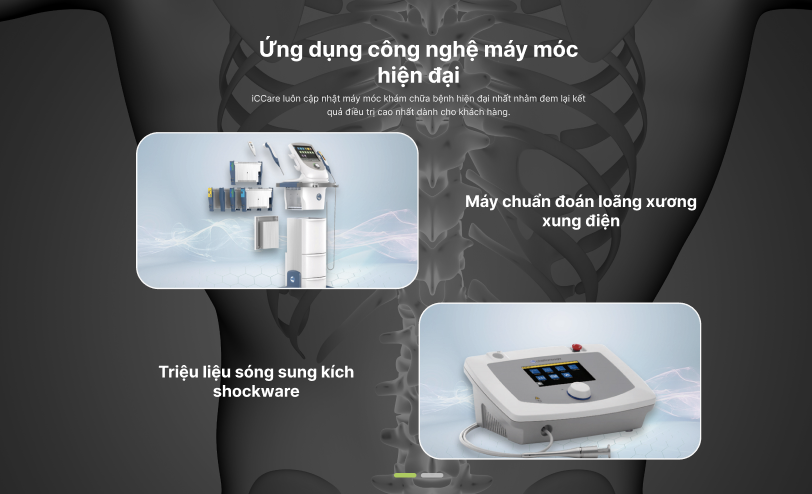 Ứng dụng công nghệ máy móc
hiện đại
iCCare luôn cập nhật máy móc khám chữa bệnh hiện đại nhất nhằm đem lại kết
quả điều trị cao nhất dành cho khách hàng.
Máy chuẩn đoán loãng xương
xung điện
Triệu liệu sóng sung kích
shockware